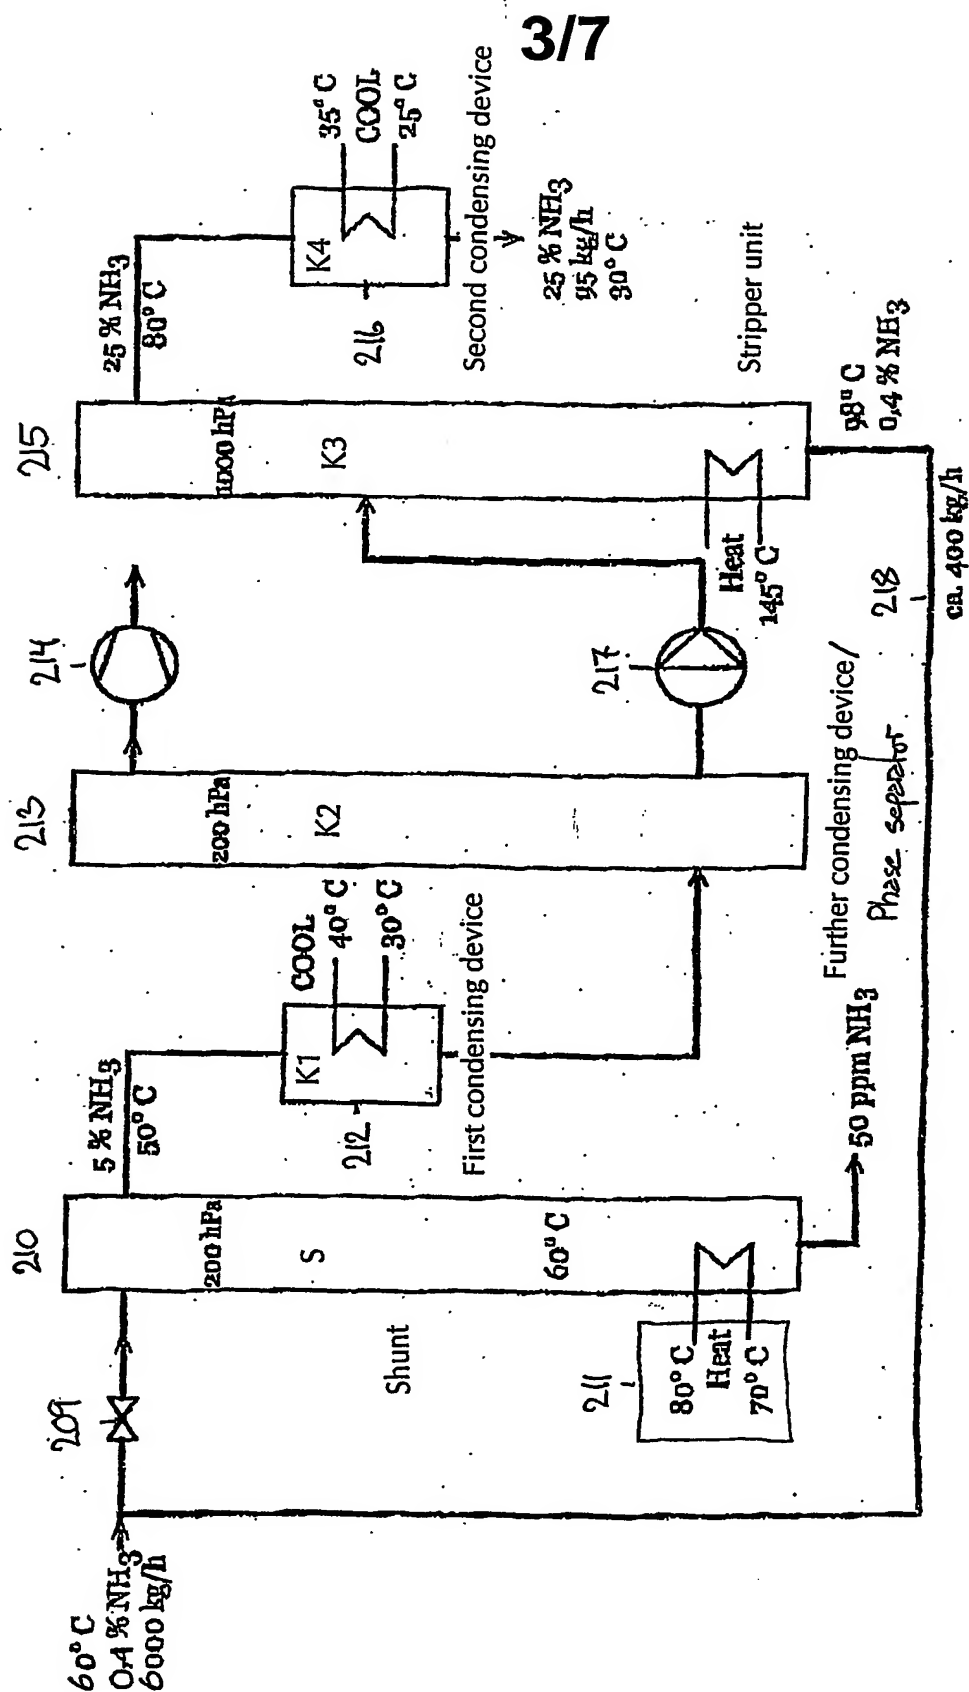 3/7
60°C
0,4 % NH3
6000 kg/h
209
Shunt
210
200 hPa
S
60°C
211
80°C
Heat
70°C
5 % NH3
50°C
50 ppm NH3
212
K1
COOL
40°C
30°C
First condensing device
213
200 hPa
K2
Further condensing device/
Phase separator
214
217
218
ca. 400 kg/h
215
1000 hPa
K3
Heat
145°C
98°C
0,4 % NH3
Stripper unit
25 % NH3
80°C
216
K4
35°C
COOL
25°C
Second condensing device
25 % NH3
95 kg/h
30°C